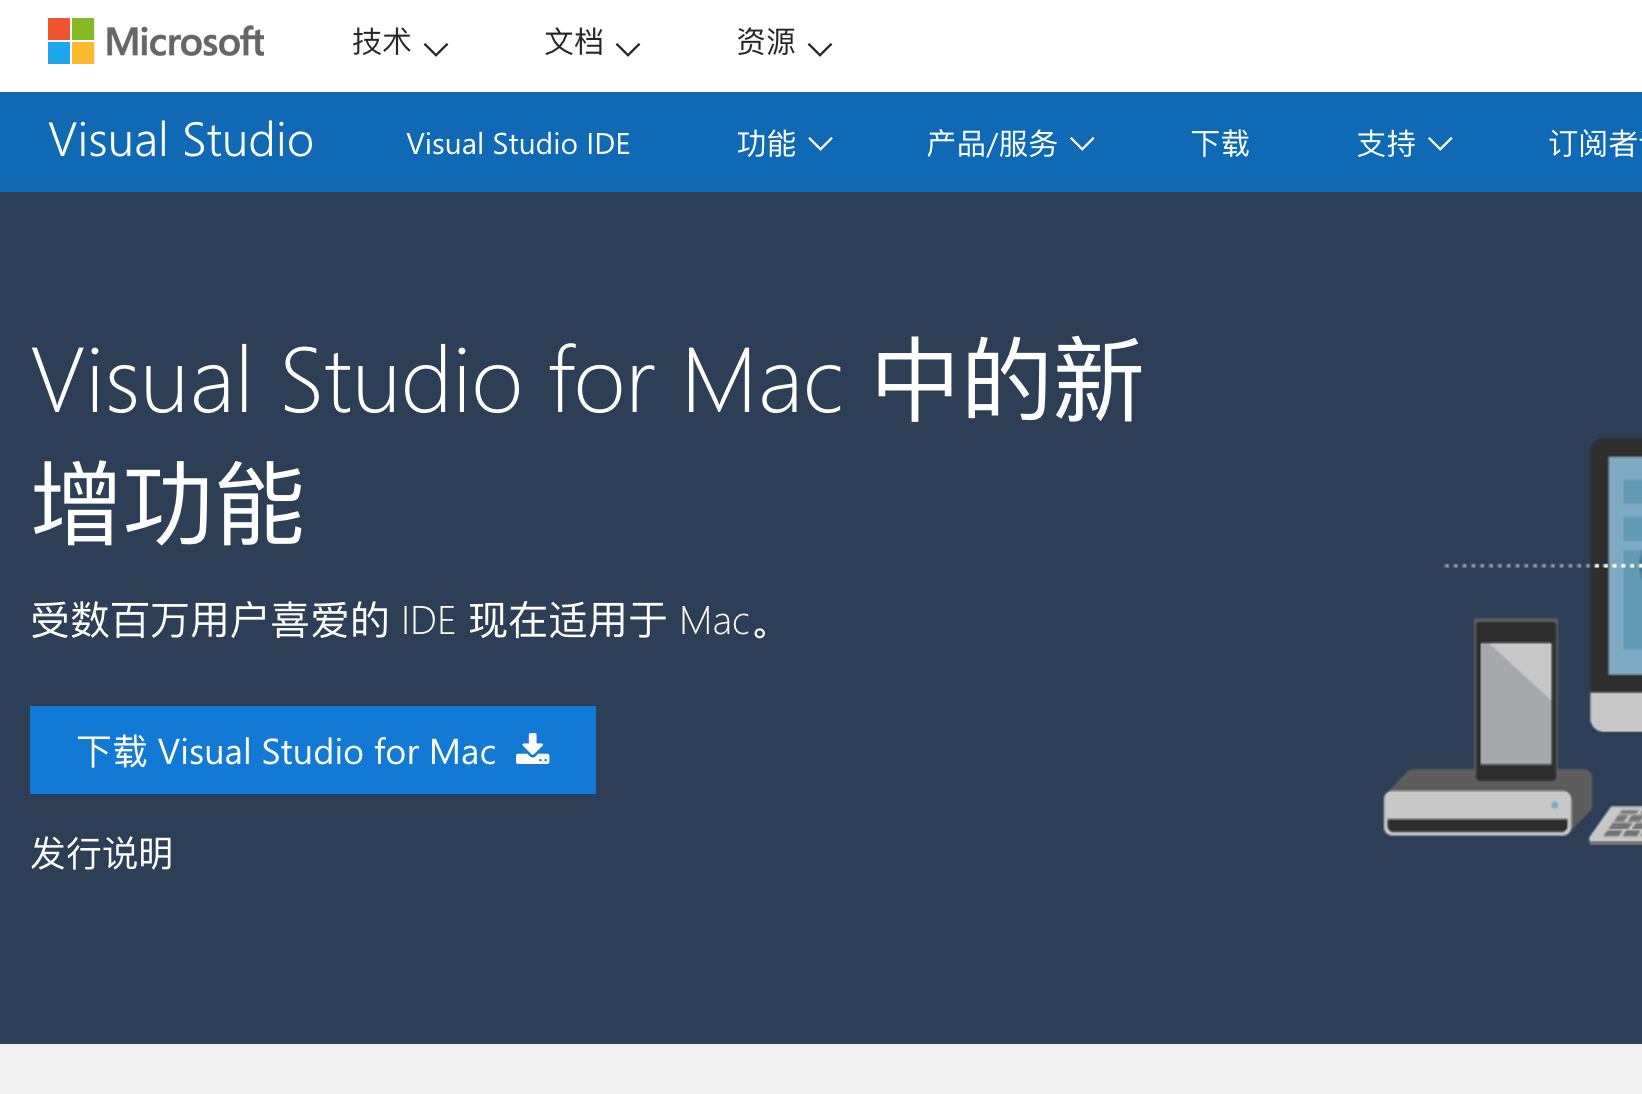 Microsoft 技术 文档 资源
Visual Studio Visual Studio IDE 功能 产品/服务 下载 支持 订阅者
Visual Studio for Mac 中的新
增功能
受数百万用户喜爱的 IDE 现在适用于 Mac。
下载 Visual Studio for Mac
发行说明